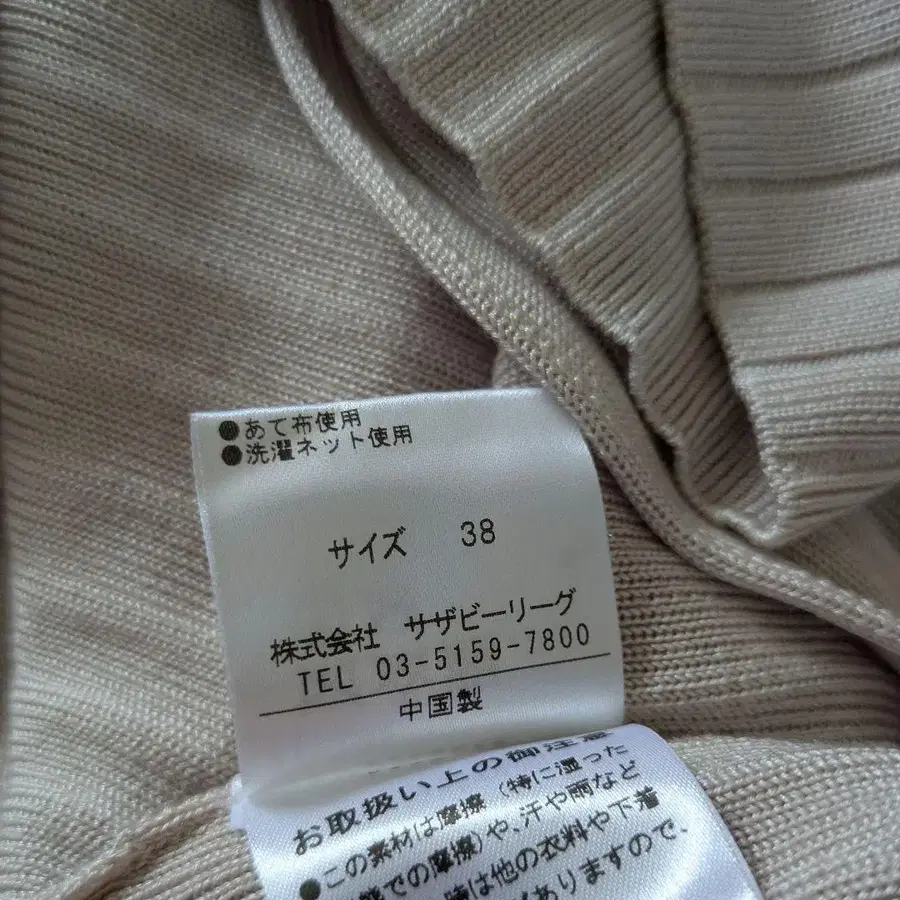 ●あて布使用
●洗濯ネット使用
サイズ 38
株式会社 サザビーリーグ
TEL 03-5159-7800
中国製
お取扱い上の御注意
●この素材は摩擦(特に湿った
態での摩擦)や、汗や雨など
時は他の衣料や下着
がありますので、